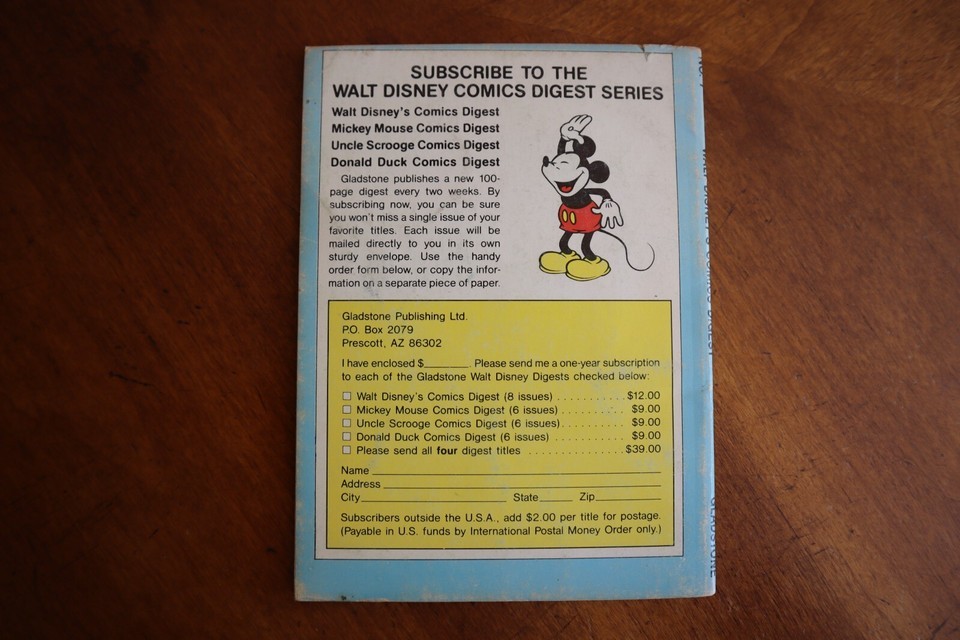 SUBSCRIBE TO THE
WALT DISNEY COMICS DIGEST SERIES
Walt Disney's Comics Digest
Mickey Mouse Comics Digest
Uncle Scrooge Comics Digest
Donald Duck Comics Digest
Gladstone publishes a new 100-
page digest every two weeks. By
subscribing now, you can be sure
you won't miss a single issue of your
favorite titles. Each issue will be
mailed directly to you in its own
sturdy envelope. Use the handy
order form below, or copy the infor-
mation on a separate piece of paper.
Gladstone Publishing Ltd.
P.O. Box 2079
Prescott, AZ 86302
I have enclosed $________. Please send me a one-year subscription
to each of the Gladstone Walt Disney Digests checked below:
☐ Walt Disney's Comics Digest (8 issues) . . . . . . . . . . . $12.00
☐ Mickey Mouse Comics Digest (6 issues) . . . . . . . . . . $9.00
☐ Uncle Scrooge Comics Digest (6 issues) . . . . . . . . . . $9.00
☐ Donald Duck Comics Digest (6 issues) . . . . . . . . . . . $9.00
☐ Please send all four digest titles . . . . . . . . . . . . . . . $39.00
Name
Address
City State Zip
Subscribers outside the U.S.A., add $2.00 per title for postage.
(Payable in U.S. funds by International Postal Money Order only.)
WALT DISNEY'S COMICS DIGEST
GLADSTONE